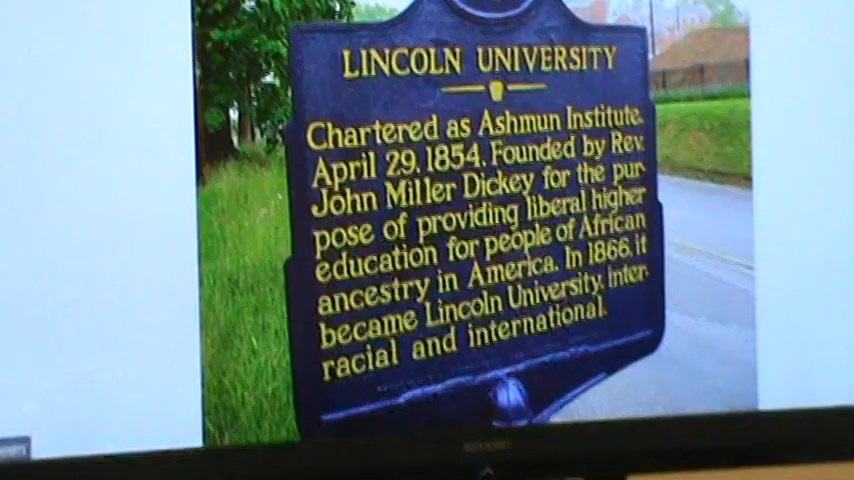 LINCOLN UNIVERSITY
Chartered as Ashmun Institute,
April 29, 1854. Founded by Rev.
John Miller Dickey for the pur-
pose of providing liberal higher
education for people of African
ancestry in America. In 1866, it
became Lincoln University, inter-
racial and international.